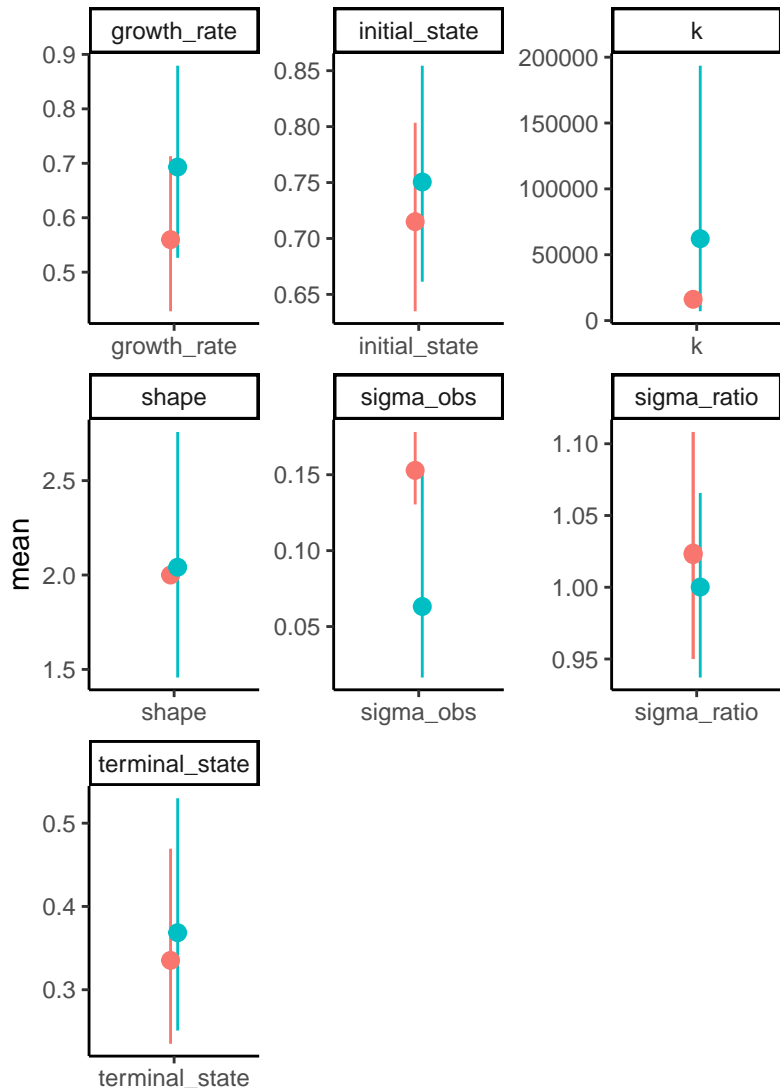 mean
growth_rate
0.9
0.8
0.7
0.6
0.5
growth_rate
initial_state
0.85
0.80
0.75
0.70
0.65
initial_state
k
200000
150000
100000
50000
0
k
shape
2.5
2.0
1.5
shape
sigma_obs
0.15
0.10
0.05
sigma_obs
sigma_ratio
1.10
1.05
1.00
0.95
sigma_ratio
terminal_state
0.5
0.4
0.3
terminal_state